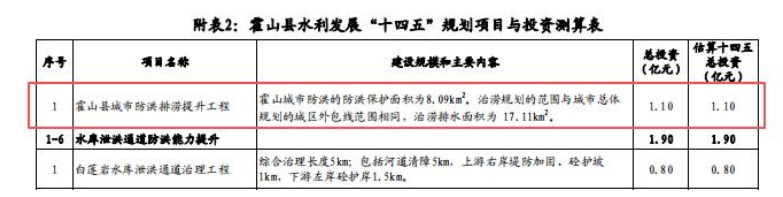 附表2：霍山县水利发展“十四五”规划项目与投资测算表
序号 项目名称 建设规模和主要内容 总投资（亿元） 估算十四五总投资（亿元）
1 霍山县城市防洪排涝提升工程 霍山城市防洪的防洪保护面积为8.09km²。治涝规划的范围与城市总体 1.10 1.10
规划的城区外包线范围相同，治涝排水面积为 17.11km²。
1-6 水库泄洪通道防洪能力提升 1.90 1.90
1 白莲岩水库泄洪通道治理工程 综合治理长度5km；包括河道清障5km，上游右岸堤防加固、砼护坡 0.80 0.80
1km，下游左岸砼护岸1.5km。